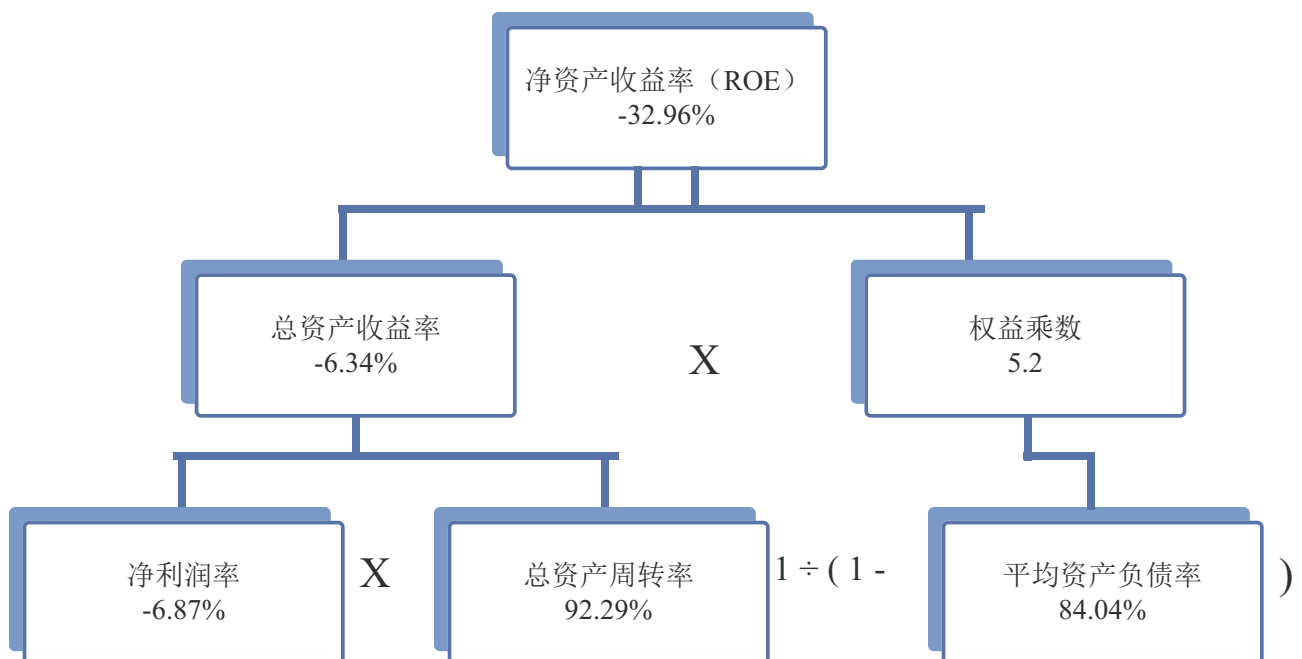 净资产收益率（ROE）
-32.96%
总资产收益率
-6.34%
X
权益乘数
5.2
净利润率
-6.87%
X
总资产周转率
92.29%
1 ÷ ( 1 -
平均资产负债率
84.04%
)